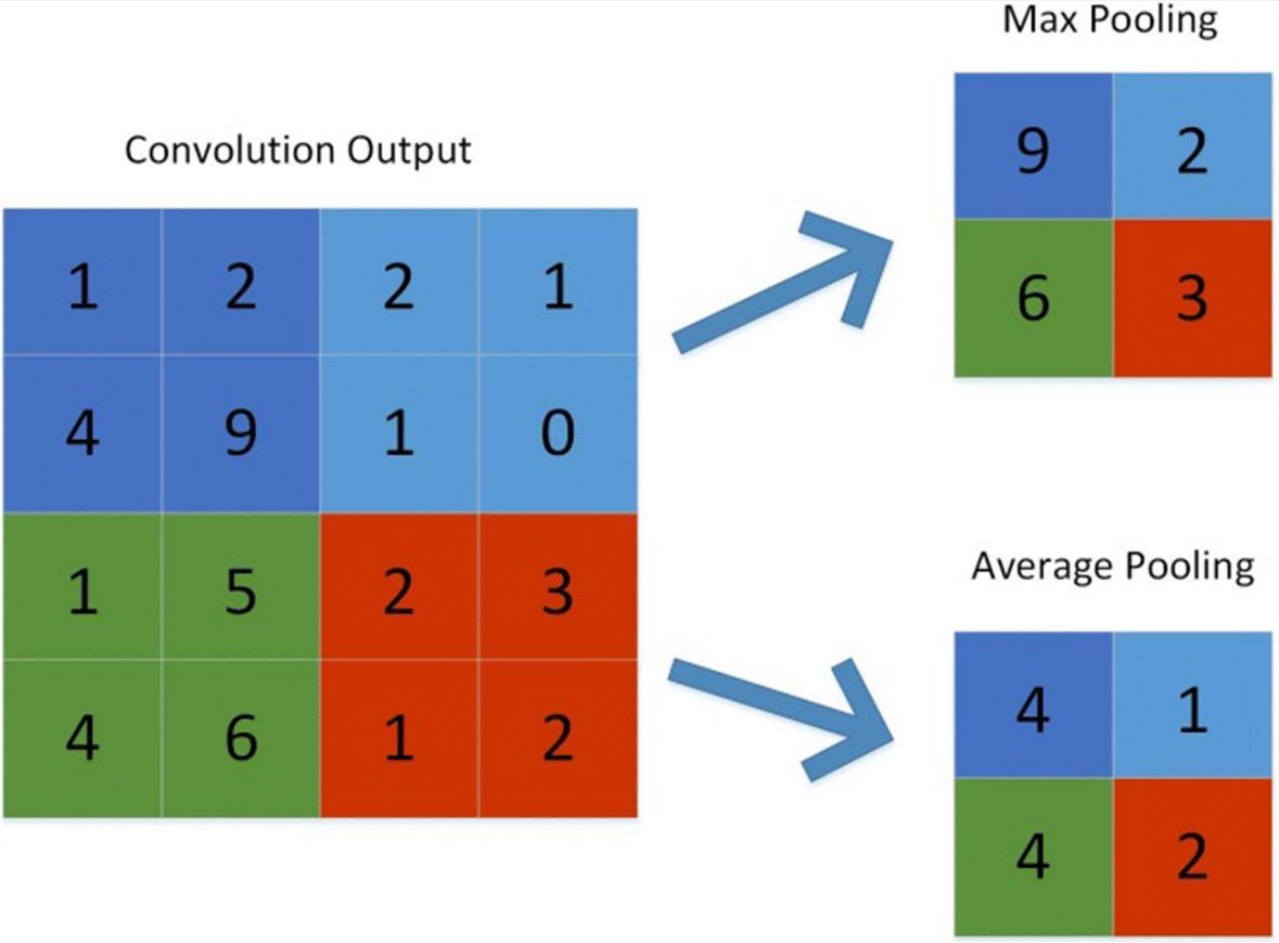 Max Pooling
9 2
6 3
Convolution Output
1 2 2 1
4 9 1 0
1 5 2 3
4 6 1 2
Average Pooling
4 1
4 2